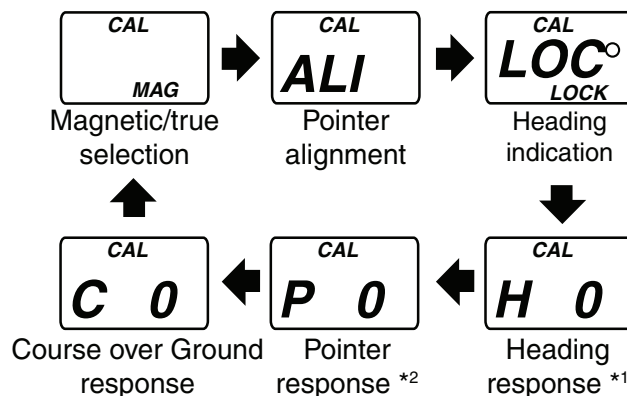 CAL
MAG
Magnetic/true
selection
CAL
ALI
Pointer
alignment
CAL
LOC°
LOCK
Heading
indication
CAL
C 0
Course over Ground
response
CAL
P 0
Pointer
response *2
CAL
H 0
Heading
response *1